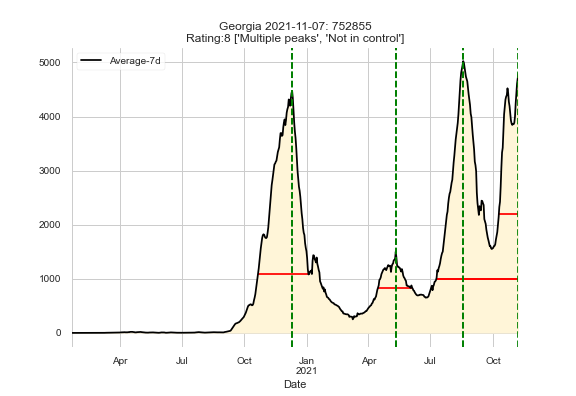 Georgia 2021-11-07: 752855
Rating:8 ['Multiple peaks', 'Not in control']
Average-7d
5000
4000
3000
2000
1000
0
Apr Jul Oct Jan Apr Jul Oct
2021
Date